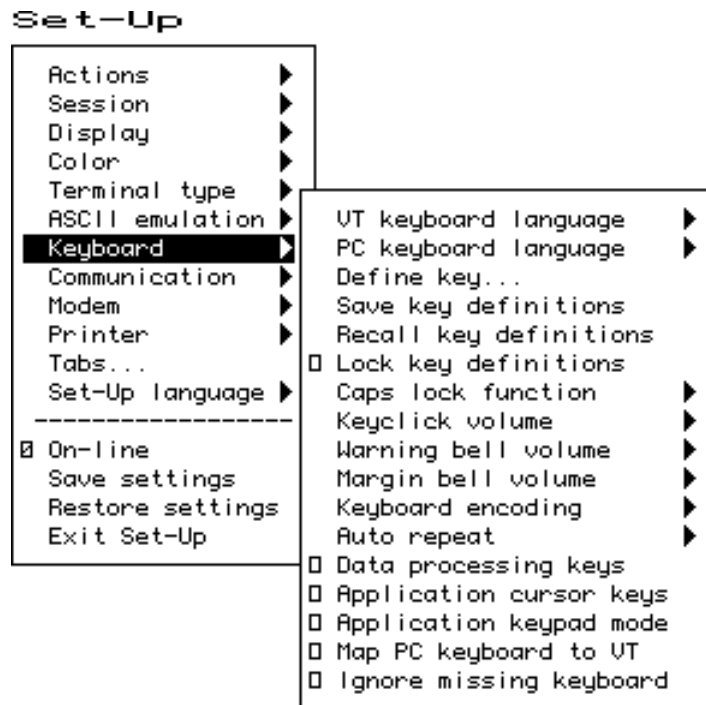 Set-Up
Actions
Session
Display
Color
Terminal type
ASCII emulation
Keyboard
Communication
Modem
Printer
Tabs...
Set-Up language
------------------
On-line
Save settings
Restore settings
Exit Set-Up
VT keyboard language
PC keyboard language
Define key...
Save key definitions
Recall key definitions
Lock key definitions
Caps lock function
Keyclick volume
Warning bell volume
Margin bell volume
Keyboard encoding
Auto repeat
Data processing keys
Application cursor keys
Application keypad mode
Map PC keyboard to VT
Ignore missing keyboard